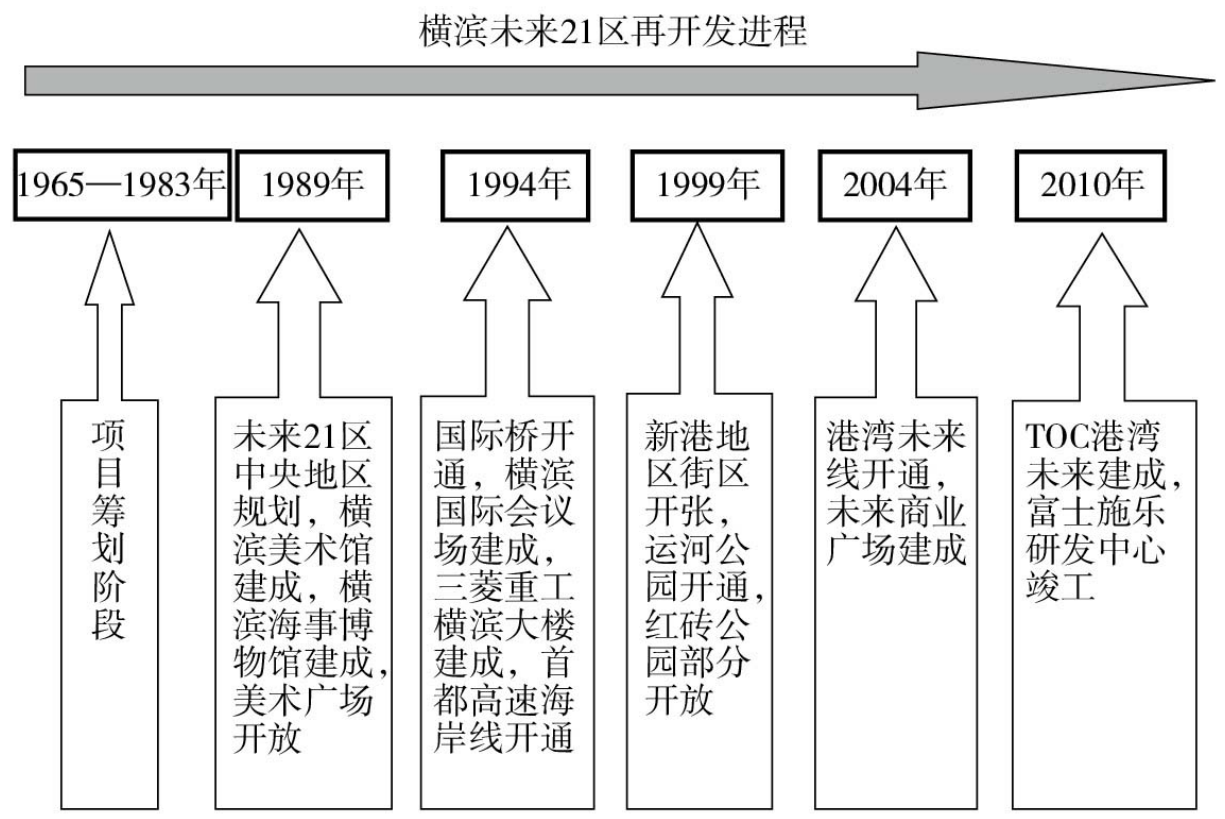 横滨未来21区再开发进程
1965—1983年
1989年
1994年
1999年
2004年
2010年
项
目
筹
划
阶
段
未来21区
中央地区
规划，横
滨美术馆
建成，横
滨海事博
物馆建成，
美术广场
开放
国际桥开
通，横滨
国际会议
场建成，
三菱重工
横滨大楼
建成，首
都高速海
岸线开通
新港地
区街区
开张，
运河公
园开通，
红砖公
园部分
开放
港湾未来
线开通，
未来商业
广场建成
TOC港湾
未来建成，
富士施乐
研发中心
竣工